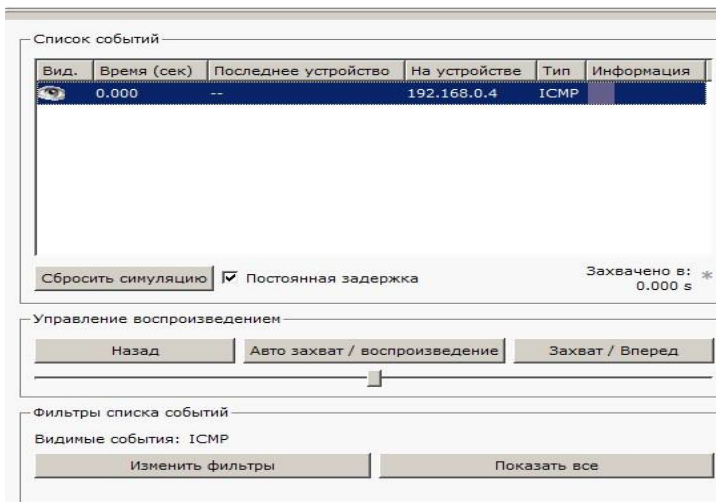 Список событий
Вид. Время (сек) Последнее устройство На устройстве Тип Информация
0.000 -- 192.168.0.4 ICMP
Сбросить симуляцию Постоянная задержка Захвачено в: *
0.000 s
Управление воспроизведением
Назад Авто захват / воспроизведение Захват / Вперед
Фильтры списка событий
Видимые события: ICMP
Изменить фильтры Показать все